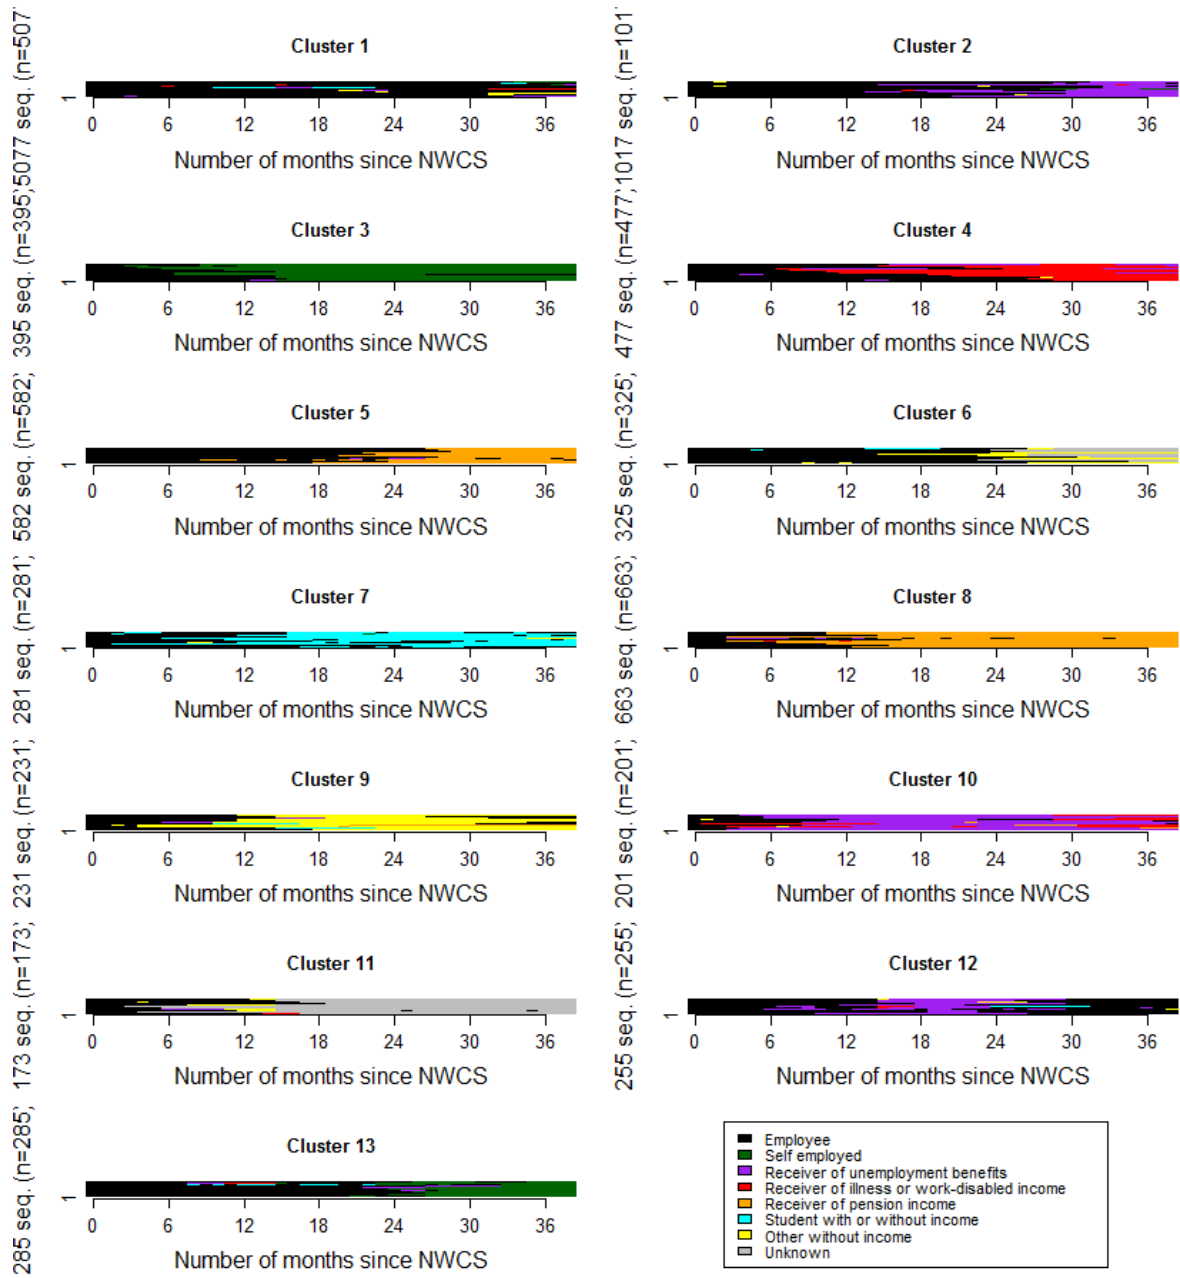 5077 seq. (n=507'
Cluster 1
1
0 6 12 18 24 30 36
Number of months since NWCS
1017 seq. (n=101'
Cluster 2
1
0 6 12 18 24 30 36
Number of months since NWCS
395 seq. (n=395',
Cluster 3
1
0 6 12 18 24 30 36
Number of months since NWCS
477 seq. (n=477',
Cluster 4
1
0 6 12 18 24 30 36
Number of months since NWCS
582 seq. (n=582',
Cluster 5
1
0 6 12 18 24 30 36
Number of months since NWCS
325 seq. (n=325',
Cluster 6
1
0 6 12 18 24 30 36
Number of months since NWCS
281 seq. (n=281',
Cluster 7
1
0 6 12 18 24 30 36
Number of months since NWCS
663 seq. (n=663',
Cluster 8
1
0 6 12 18 24 30 36
Number of months since NWCS
231 seq. (n=231',
Cluster 9
1
0 6 12 18 24 30 36
Number of months since NWCS
201 seq. (n=201',
Cluster 10
1
0 6 12 18 24 30 36
Number of months since NWCS
173 seq. (n=173',
Cluster 11
1
0 6 12 18 24 30 36
Number of months since NWCS
255 seq. (n=255',
Cluster 12
1
0 6 12 18 24 30 36
Number of months since NWCS
285 seq. (n=285',
Cluster 13
1
0 6 12 18 24 30 36
Number of months since NWCS
Employee
Self employed
Receiver of unemployment benefits
Receiver of illness or work-disabled income
Receiver of pension income
Student with or without income
Other without income
Unknown